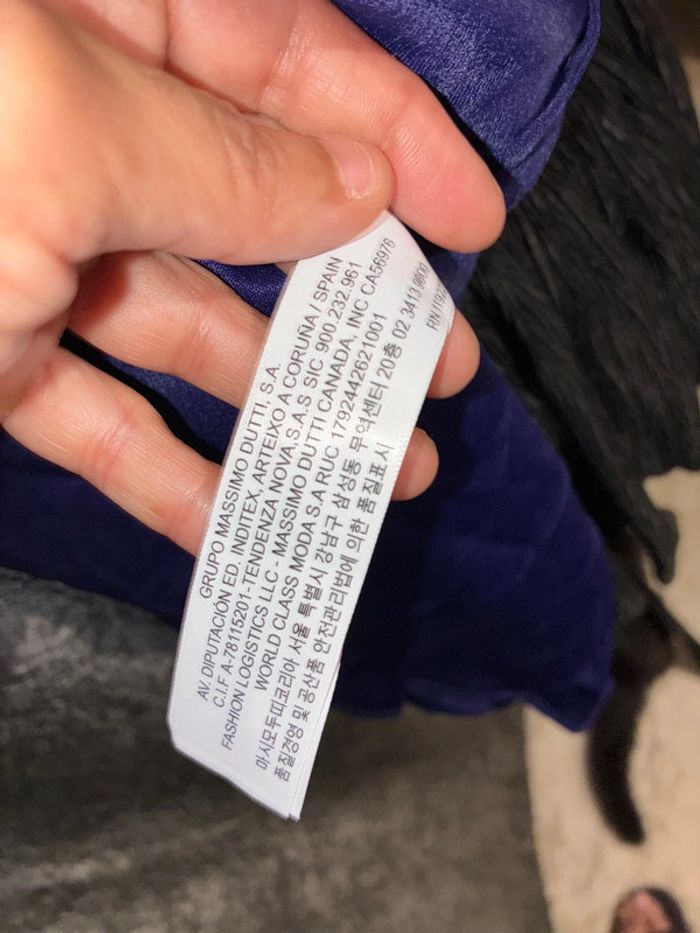 GRUPO MASSIMO DUTTI, S.A.
AV. DIPUTACIÓN ED. INDITEX, ARTEIXO A CORUÑA / SPAIN
C.I.F A-78115201 - TENDENZA NOVA,S.A.S SIC 900.232.961
FASHION LOGISTICS LLC - MASSIMO DUTTI CANADA, INC CA56976
WORLD CLASS MODA S.A RUC 1792442621001
마시모두띠코리아 서울 특별시 강남구 삼성동 무역센터 20층 02 3413 9800
품질경영 및 공산품 안전관리법에 의한 품질표시